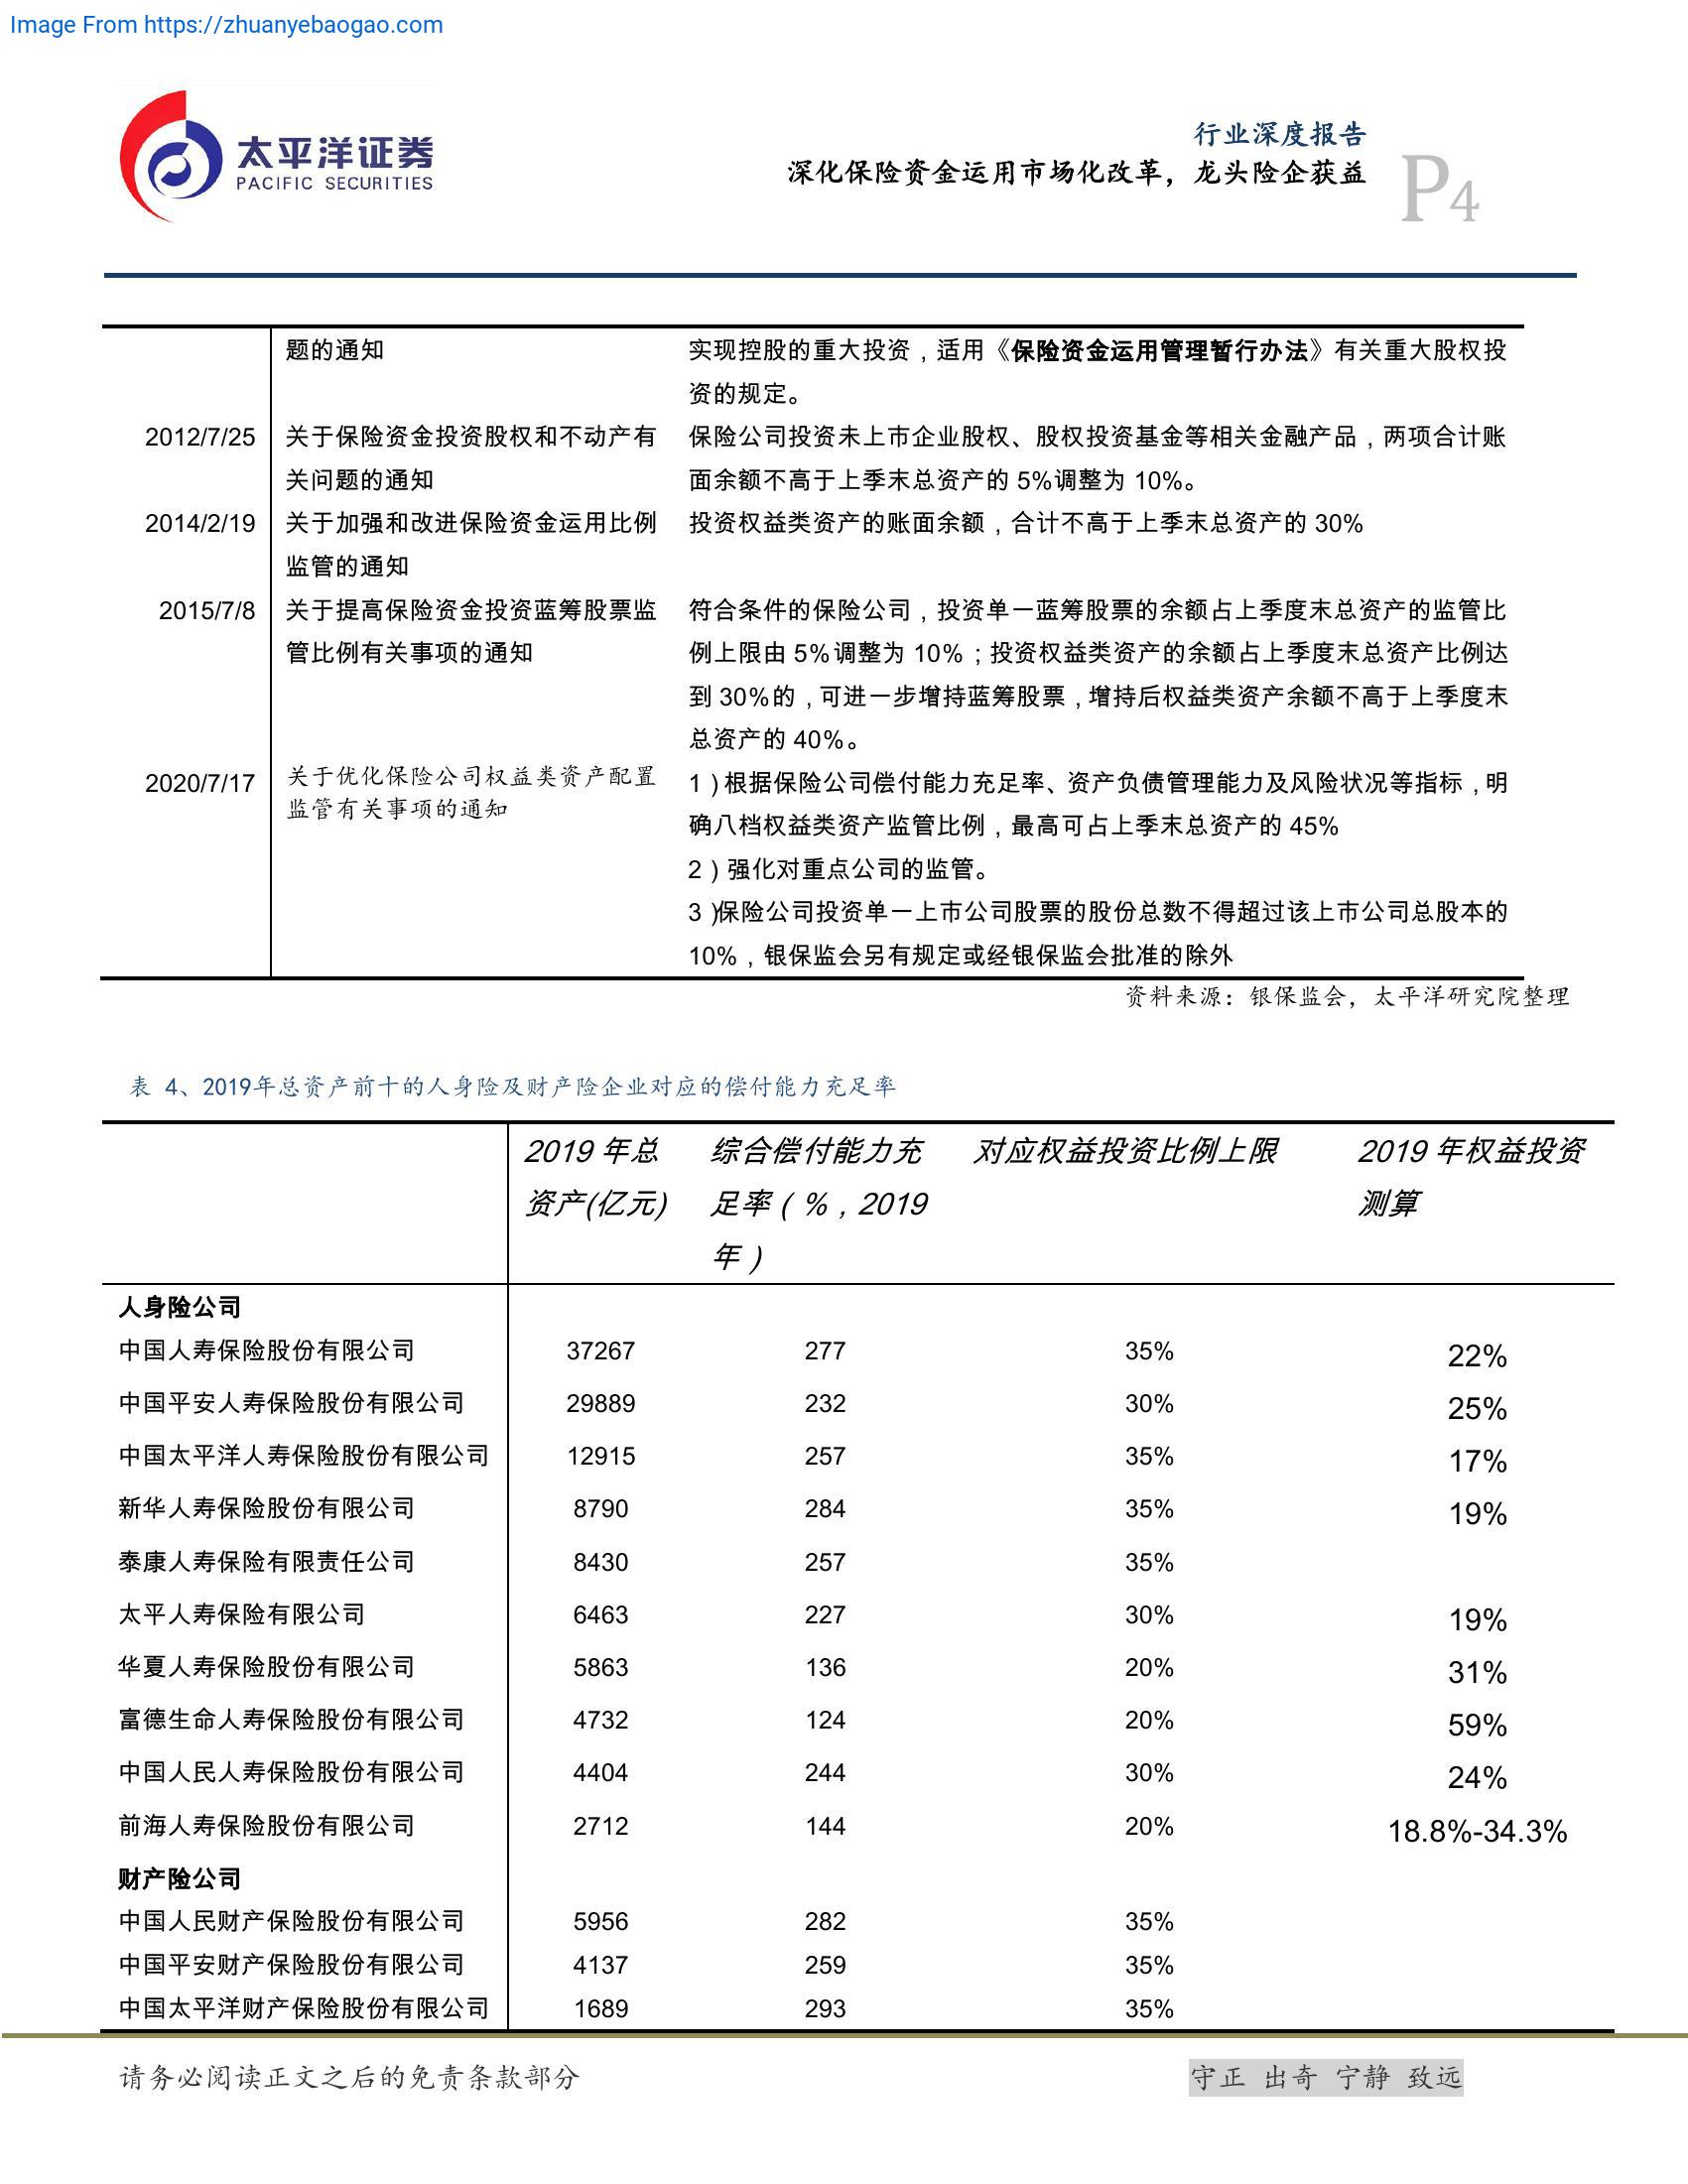 Image From https://zhuanyebaogao.com
太平洋证券
PACIFIC SECURITIES
行业深度报告
深化保险资金运用市场化改革，龙头险企获益
P4
题的通知 实现控股的重大投资，适用《保险资金运用管理暂行办法》有关重大股权投
资的规定。
2012/7/25 关于保险资金投资股权和不动产有 保险公司投资未上市企业股权、股权投资基金等相关金融产品，两项合计账
关问题的通知 面余额不高于上季末总资产的 5%调整为 10%。
2014/2/19 关于加强和改进保险资金运用比例 投资权益类资产的账面余额，合计不高于上季末总资产的 30%
监管的通知
2015/7/8 关于提高保险资金投资蓝筹股票监 符合条件的保险公司，投资单一蓝筹股票的余额占上季度末总资产的监管比
管比例有关事项的通知 例上限由 5%调整为 10%；投资权益类资产的余额占上季度末总资产比例达
到 30%的，可进一步增持蓝筹股票，增持后权益类资产余额不高于上季度末
总资产的 40%。
2020/7/17 关于优化保险公司权益类资产配置 1）根据保险公司偿付能力充足率、资产负债管理能力及风险状况等指标，明
监管有关事项的通知 确八档权益类资产监管比例，最高可占上季末总资产的 45%
2）强化对重点公司的监管。
3）保险公司投资单一上市公司股票的股份总数不得超过该上市公司总股本的
10%，银保监会另有规定或经银保监会批准的除外
资料来源：银保监会，太平洋研究院整理
表 4、2019年总资产前十的人身险及财产险企业对应的偿付能力充足率
2019 年总 综合偿付能力充 对应权益投资比例上限 2019 年权益投资
资产(亿元) 足率（%，2019 测算
年）
人身险公司
中国人寿保险股份有限公司 37267 277 35% 22%
中国平安人寿保险股份有限公司 29889 232 30% 25%
中国太平洋人寿保险股份有限公司 12915 257 35% 17%
新华人寿保险股份有限公司 8790 284 35% 19%
泰康人寿保险有限责任公司 8430 257 35%
太平人寿保险有限公司 6463 227 30% 19%
华夏人寿保险股份有限公司 5863 136 20% 31%
富德生命人寿保险股份有限公司 4732 124 20% 59%
中国人民人寿保险股份有限公司 4404 244 30% 24%
前海人寿保险股份有限公司 2712 144 20% 18.8%-34.3%
财产险公司
中国人民财产保险股份有限公司 5956 282 35%
中国平安财产保险股份有限公司 4137 259 35%
中国太平洋财产保险股份有限公司 1689 293 35%
请务必阅读正文之后的免责条款部分 守正 出奇 宁静 致远